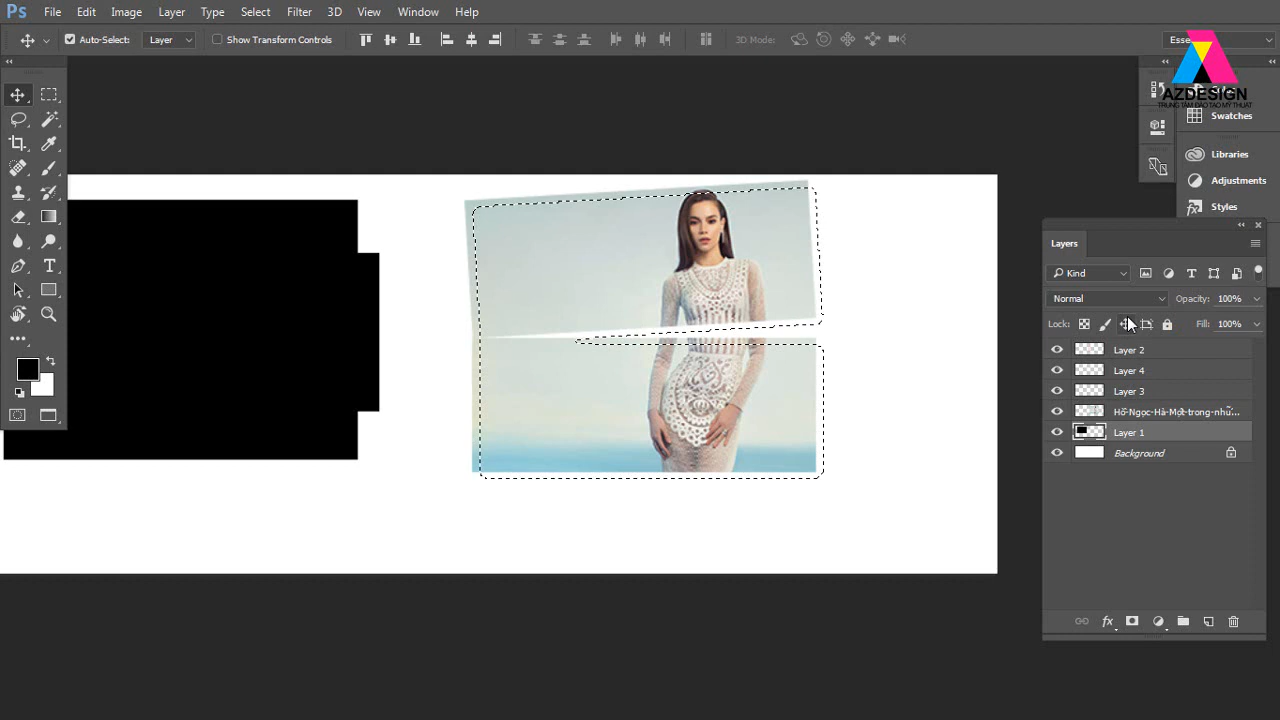 Ps File Edit Image Layer Type Select Filter 3D View Window Help
Auto-Select: Layer Show Transform Controls 3D Mode:
AZDESIGN
TRUNG TÂM ĐÀO TẠO MỸ THUẬT
Swatches
Libraries
Adjustments
Styles
Layers
Kind
Normal Opacity: 100%
Lock: Fill: 100%
Layer 2
Layer 4
Layer 3
Hồ-Ngọc-Hà-Một-trong-nhữ...
Layer 1
Background